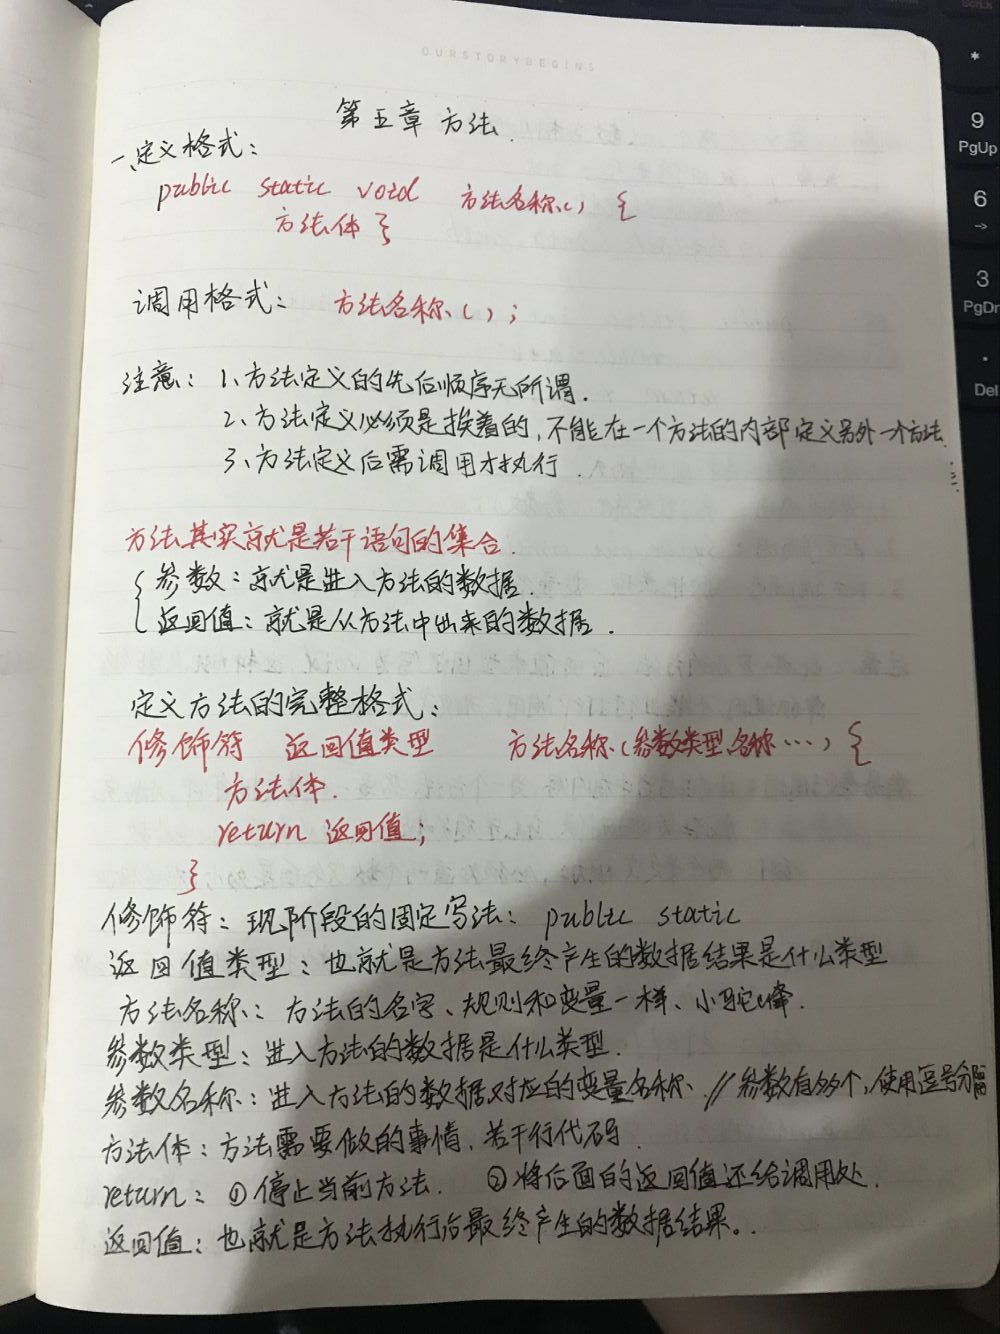 OURSTORYBEGINS
第五章 方法
一、定义格式:
public static void 方法名称() {
方法体 }
调用格式: 方法名称();
注意: 1、方法定义的先后顺序无所谓.
2、方法定义必须是挨着的,不能在一个方法的内部定义另外一个方法
3、方法定义后需调用才执行.
方法其实就是若干语句的集合.
{ 参数:就是进入方法的数据.
返回值:就是从方法中出来的数据.
定义方法的完整格式:
修饰符 返回值类型 方法名称(参数类型 名称…) {
方法体.
return 返回值;
}
修饰符:现阶段的固定写法: public static
返回值类型:也就是方法最终产生的数据结果是什么类型
方法名称:方法的名字、规则和变量一样、小驼峰.
参数类型:进入方法的数据是什么类型.
参数名称:进入方法的数据对应的变量名称. //参数有多个,使用逗号分隔
方法体:方法需要做的事情,若干行代码.
return: ①停止当前方法. ②将后面的返回值还给调用处.
返回值:也就是方法执行后最终产生的数据结果。
*
9
PgUp
6
->
3
PgDn
.
Del